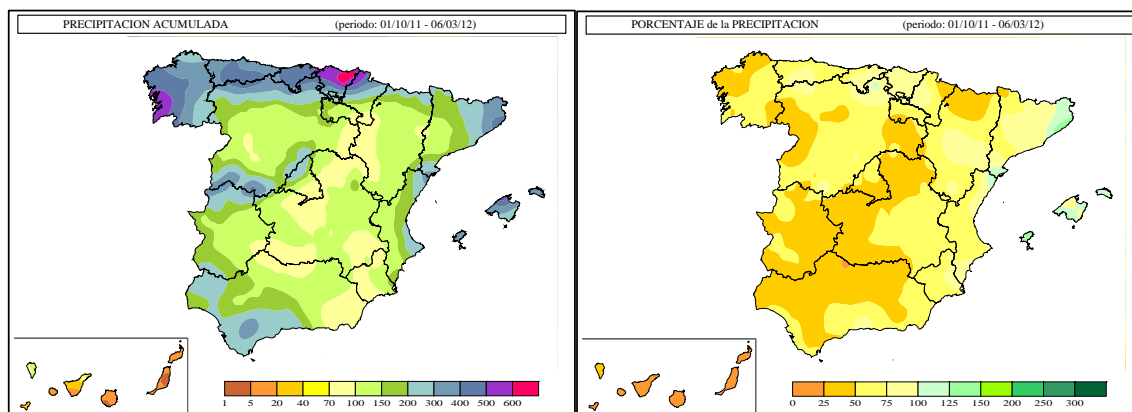 PRECIPITACION ACUMULADA (periodo: 01/10/11 - 06/03/12)
1 5 20 40 70 100 150 200 300 400 500 600
PORCENTAJE de la PRECIPITACION (periodo: 01/10/11 - 06/03/12)
0 25 50 75 100 125 150 200 250 300